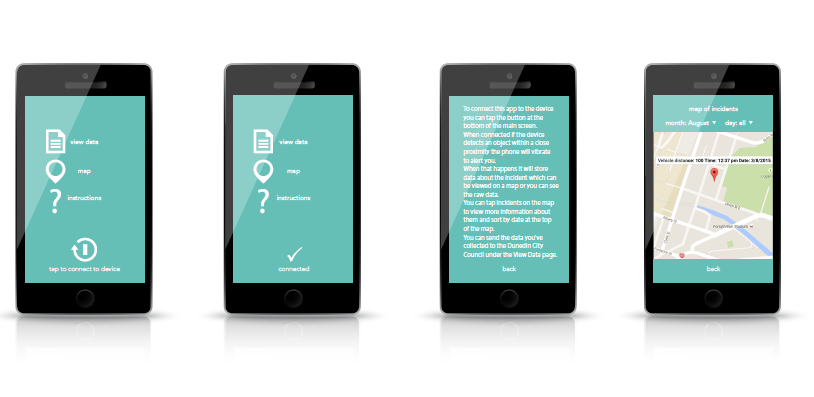 view data
map
instructions
tap to connect to device
view data
map
instructions
connected
To connect this app to the device
you can tap the button at the
bottom of the main screen.
When connected if the device
detects an object within a close
proximity the phone will vibrate
to alert you.
When that happens it will store
data about the incident which can
be viewed on a map or you can see
the raw data.
You can tap incidents on the map
to view more information about
them and sort by date at the top
of the map.
You can send the data you've
collected to the Dunedin City
Council under the View Data page.
back
map of incidents
month: August day: all
Vehicle distance: 100 Time: 12:37 pm Date: 3/8/2015
Forsyth Barr Stadium
back